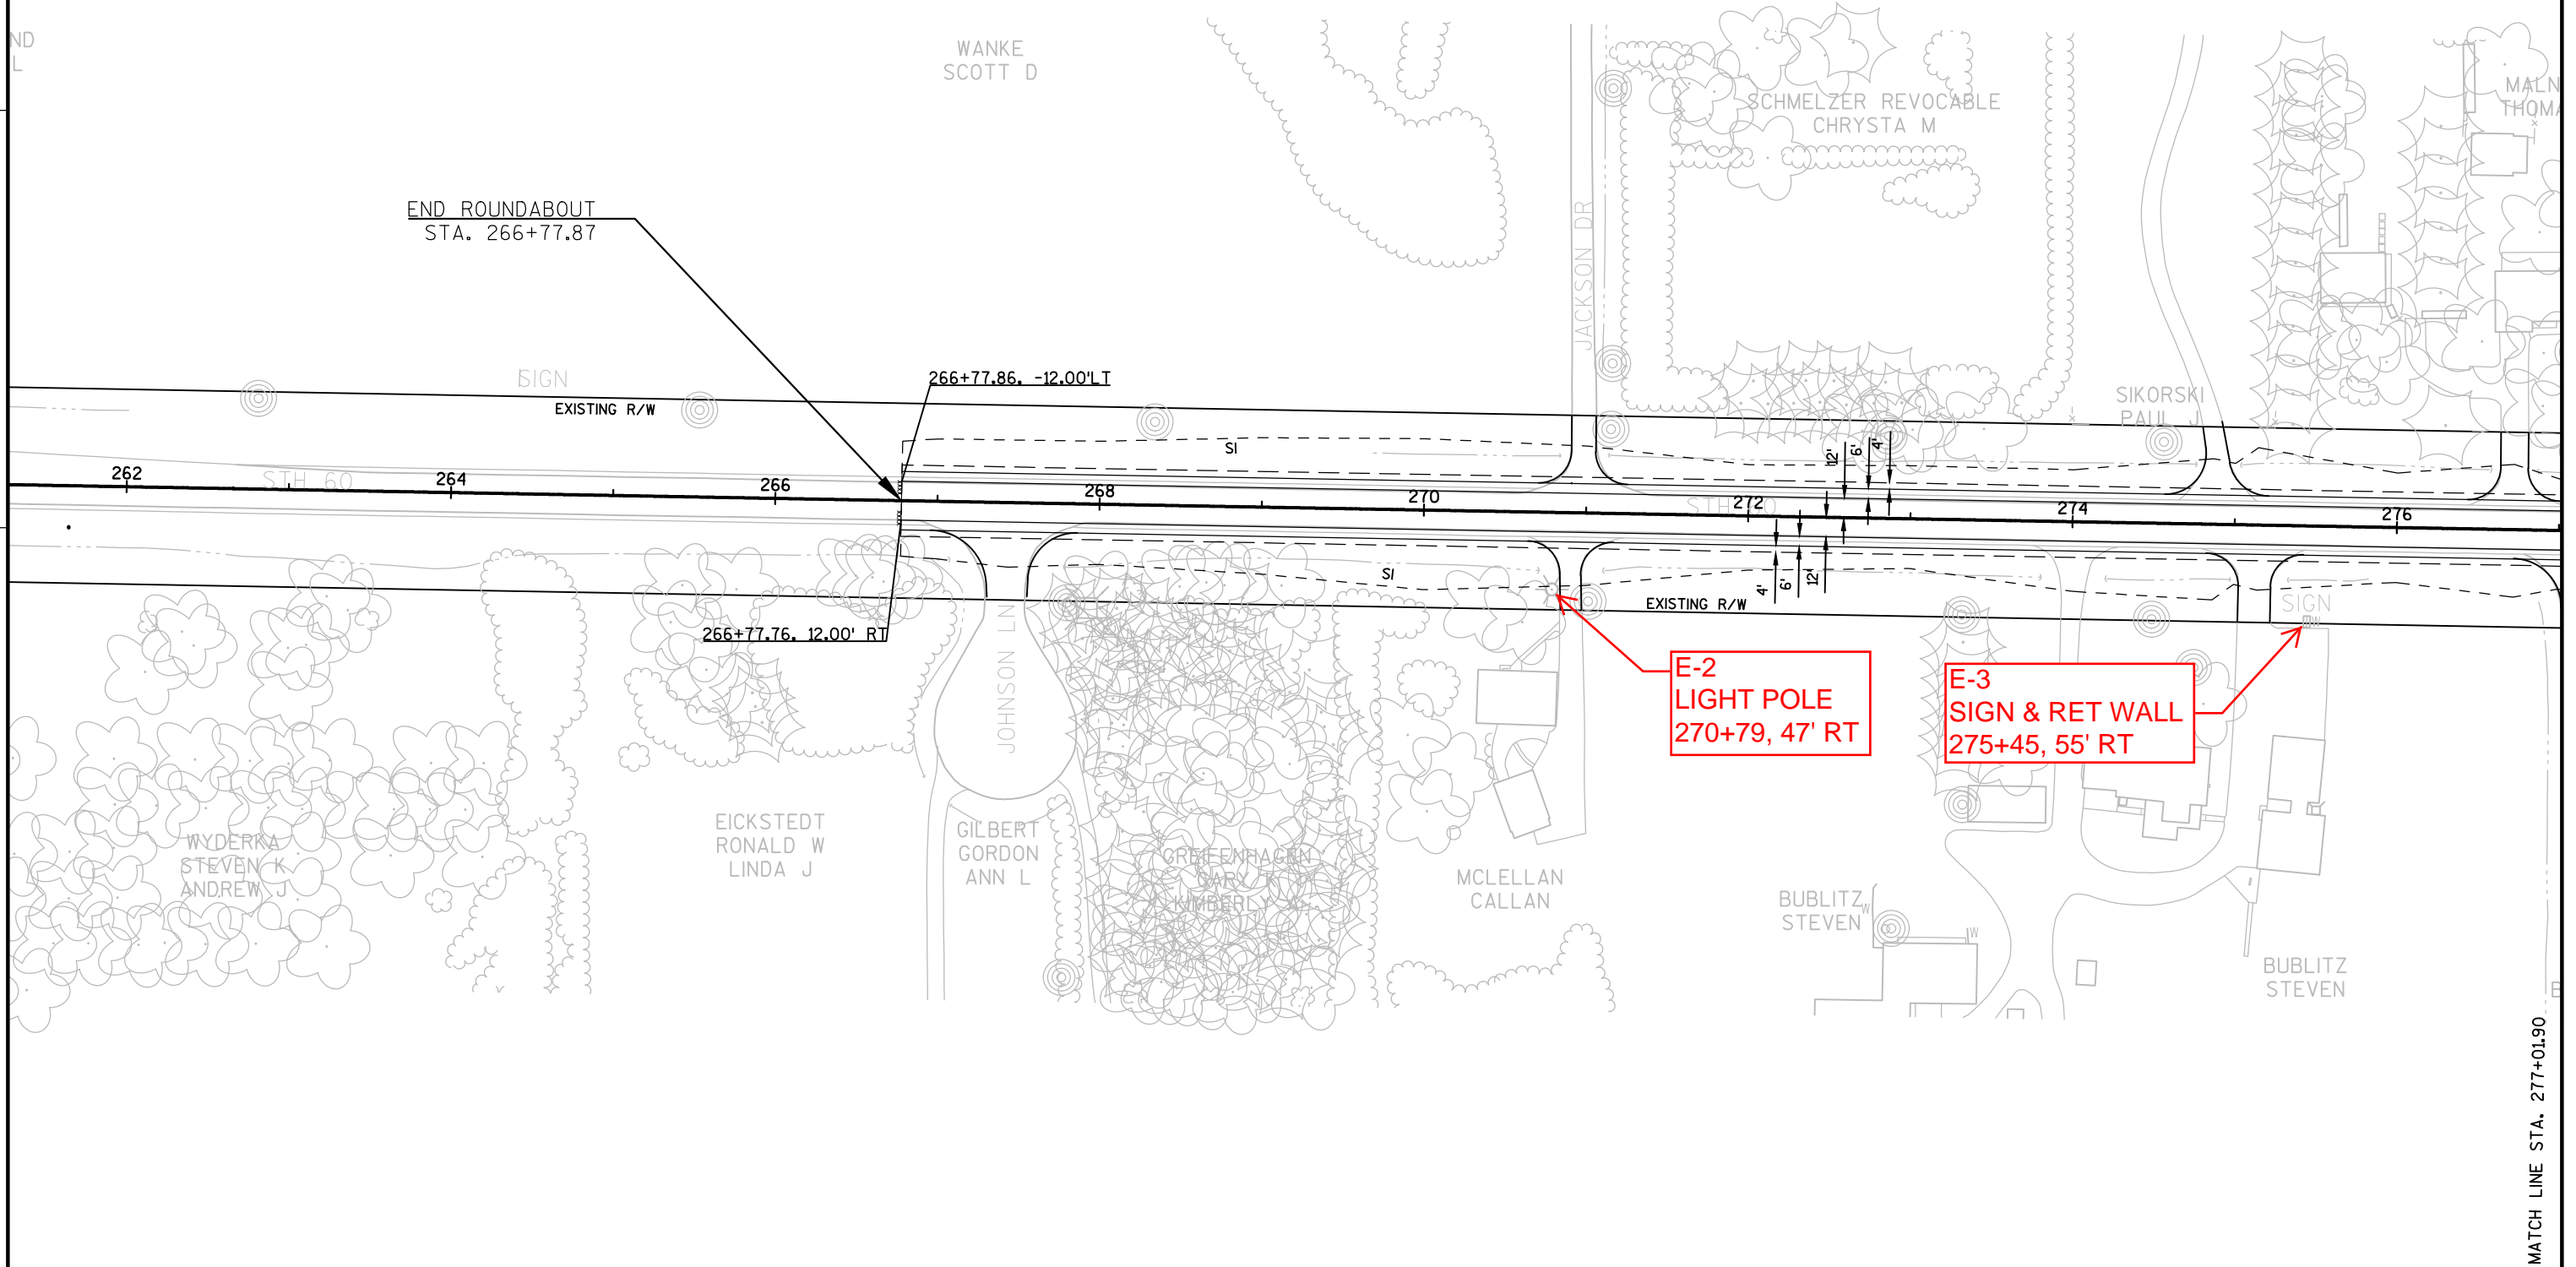 ND
L
WANKE
SCOTT D
SCHMELZER REVOCABLE
CHRYSTA M
MALN
THOMA
END ROUNDABOUT
STA. 266+77.87
JACKSON DR
SIGN
EXISTING R/W
266+77.86. -12.00'LT
SIKORSKI
PAUL J
SI
12'
6'
4'
262
STH 60
264
266
268
270
STH 60
272
274
276
SI
4'
6'
12'
EXISTING R/W
SIGN
W
266+77.76. 12.00' RT
JOHNSON LN
E-2
LIGHT POLE
270+79, 47' RT
E-3
SIGN & RET WALL
275+45, 55' RT
WYDERKA
STEVEN K
ANDREW J
EICKSTEDT
RONALD W
LINDA J
GILBERT
GORDON
ANN L
GREIFENHAGEN
GARY
KIMBERLY
MCLELLAN
CALLAN
BUBLITZ
STEVEN
W
W
BUBLITZ
STEVEN
B
MATCH LINE STA. 277+01.90